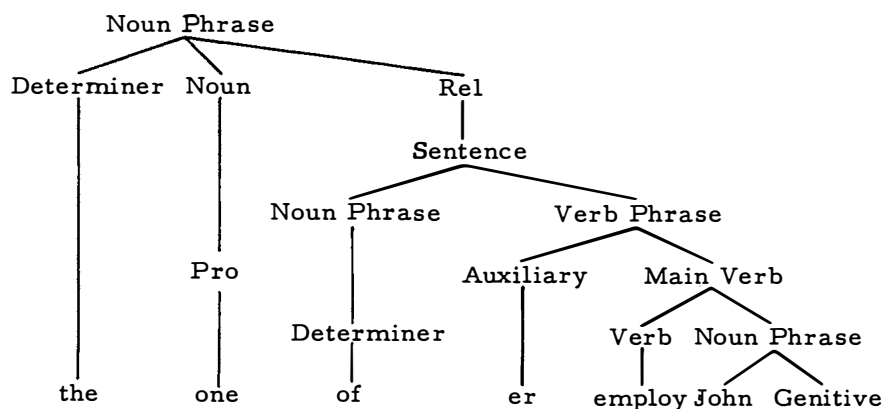 Noun Phrase
Determiner Noun Rel
Sentence
Noun Phrase Verb Phrase
Pro Auxiliary Main Verb
Determiner Verb Noun Phrase
the one of er employ John Genitive